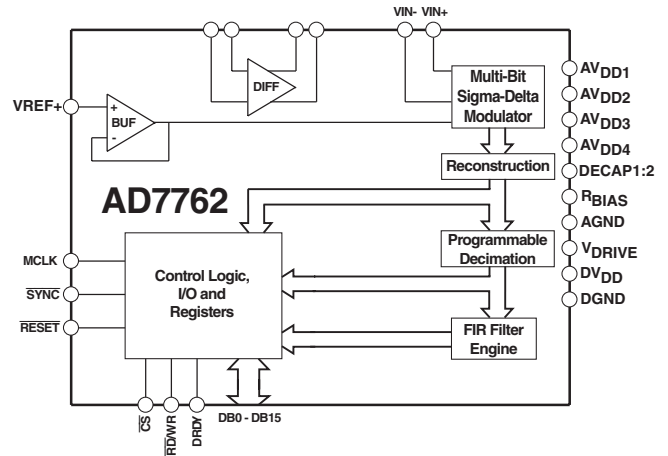 VIN- VIN+
DIFF
Multi-Bit
Sigma-Delta
Modulator
AVDD1
AVDD2
AVDD3
AVDD4
DECAP1:2
RBIAS
AGND
VDRIVE
DVDD
DGND
VREF+
+
BUF
-
Reconstruction
AD7762
Programmable
Decimation
FIR Filter
Engine
MCLK
SYNC
RESET
Control Logic,
I/O and
Registers
CS
RD/WR
DRDY
DB0 - DB15